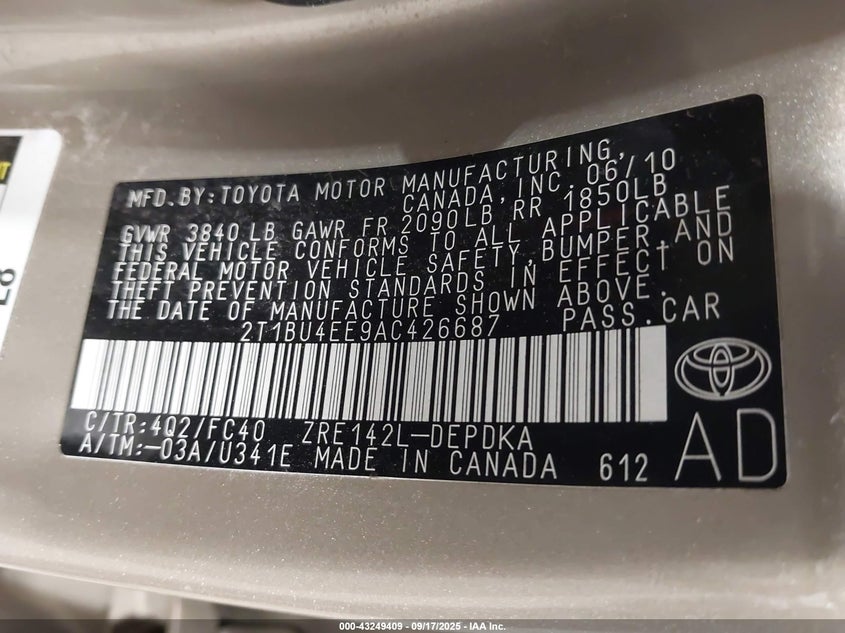 MFD.BY:TOYOTA MOTOR MANUFACTURING,
CANADA, INC. 06/10
GVWR 3840LB GAWR FR 2090LB RR 1850LB
THIS VEHICLE CONFORMS TO ALL APPLICABLE
FEDERAL MOTOR VEHICLE SAFETY,BUMPER,AND
THEFT PREVENTION STANDARDS IN EFFECT ON
THE DATE OF MANUFACTURE SHOWN ABOVE.
2T1BU4EE9AC426687 PASS.CAR
C/TR:4Q2/FC40 ZRE142L-DEPDKA
A/TM:-03A/U341E MADE IN CANADA 612
AD
000-43249409 - 09/17/2025 - IAA Inc.